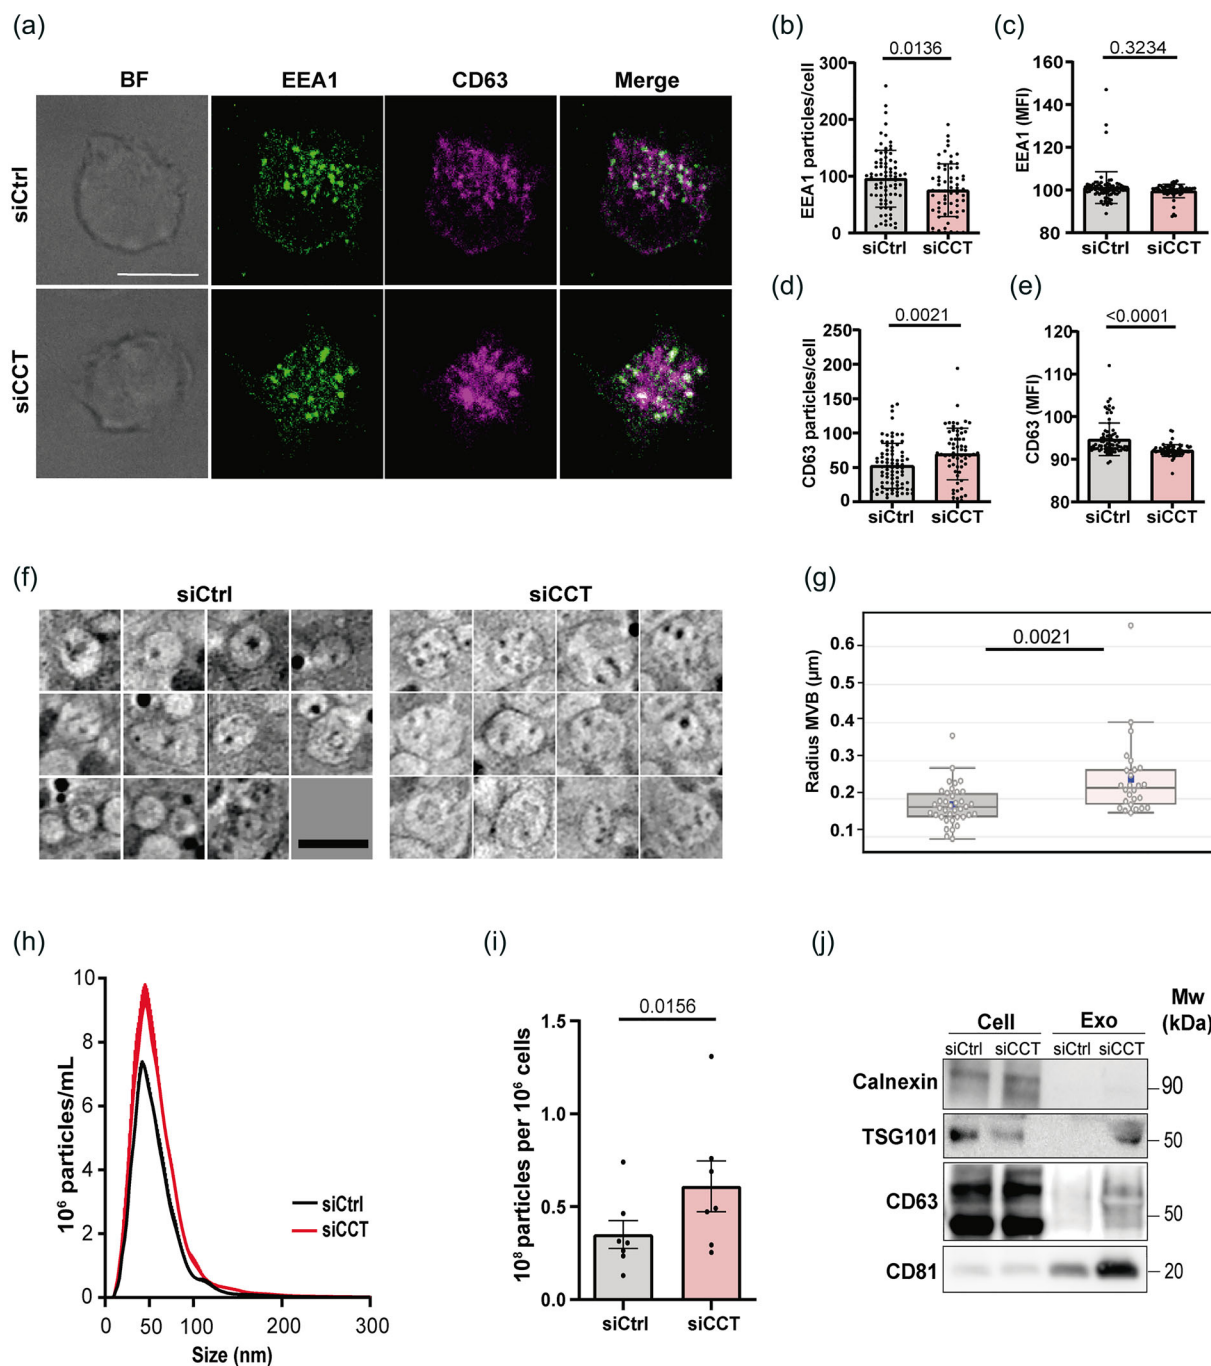 (a)
BF EEA1 CD63 Merge
siCtrl
siCCT
(b)
0.0136
EEA1 particles/cell
300
200
100
0
siCtrl siCCT
(c)
0.3234
EEA1 (MFI)
160
140
120
100
80
siCtrl siCCT
(d)
0.0021
CD63 particles/cell
250
200
150
100
50
0
siCtrl siCCT
(e)
<0.0001
CD63 (MFI)
120
110
100
90
80
siCtrl siCCT
(f)
siCtrl siCCT
(g)
0.0021
Radius MVB (µm)
0.6
0.5
0.4
0.3
0.2
0.1
(h)
10⁶ particles/mL
10
8
6
4
2
0
siCtrl
siCCT
0 50 100 200 300
Size (nm)
(i)
0.0156
10⁸ particles per 10⁶ cells
1.5
1.0
0.5
0.0
siCtrl siCCT
(j)
Mw
(kDa)
Cell Exo
siCtrl siCCT siCtrl siCCT
Calnexin 90
TSG101 50
CD63 50
CD81 20